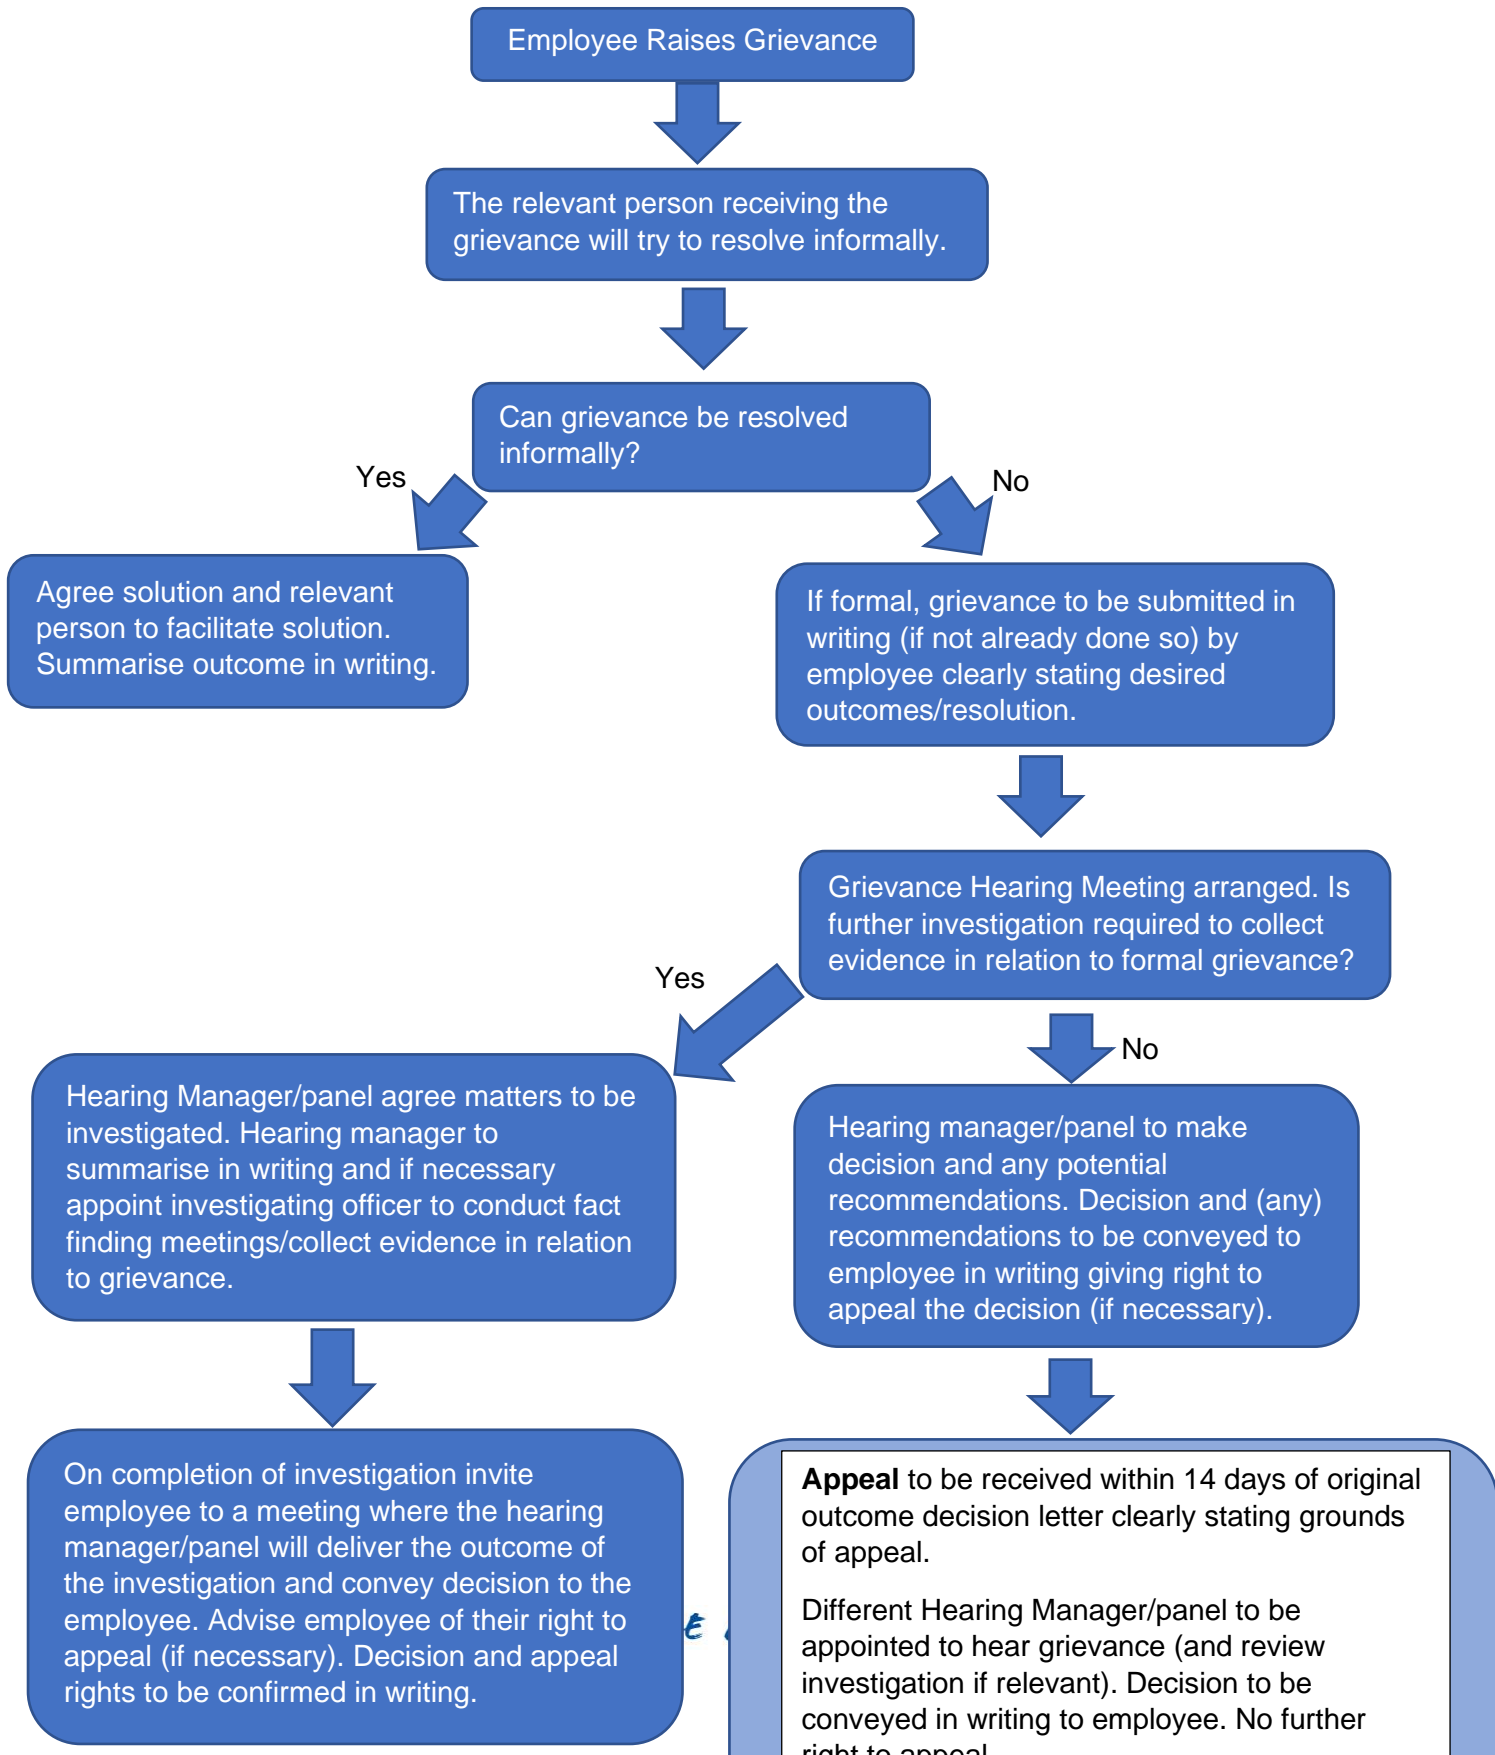 Employee Raises Grievance
The relevant person receiving the
grievance will try to resolve informally.
Can grievance be resolved
informally?
Yes
No
Agree solution and relevant
person to facilitate solution.
Summarise outcome in writing.
If formal, grievance to be submitted in
writing (if not already done so) by
employee clearly stating desired
outcomes/resolution.
Grievance Hearing Meeting arranged. Is
further investigation required to collect
evidence in relation to formal grievance?
Yes
No
Hearing Manager/panel agree matters to be
investigated. Hearing manager to
summarise in writing and if necessary
appoint investigating officer to conduct fact
finding meetings/collect evidence in relation
to grievance.
Hearing manager/panel to make
decision and any potential
recommendations. Decision and (any)
recommendations to be conveyed to
employee in writing giving right to
appeal the decision (if necessary).
On completion of investigation invite
employee to a meeting where the hearing
manager/panel will deliver the outcome of
the investigation and convey decision to the
employee. Advise employee of their right to
appeal (if necessary). Decision and appeal
rights to be confirmed in writing.
Appeal to be received within 14 days of original
outcome decision letter clearly stating grounds
of appeal.
Different Hearing Manager/panel to be
appointed to hear grievance (and review
investigation if relevant). Decision to be
conveyed in writing to employee. No further
right to appeal